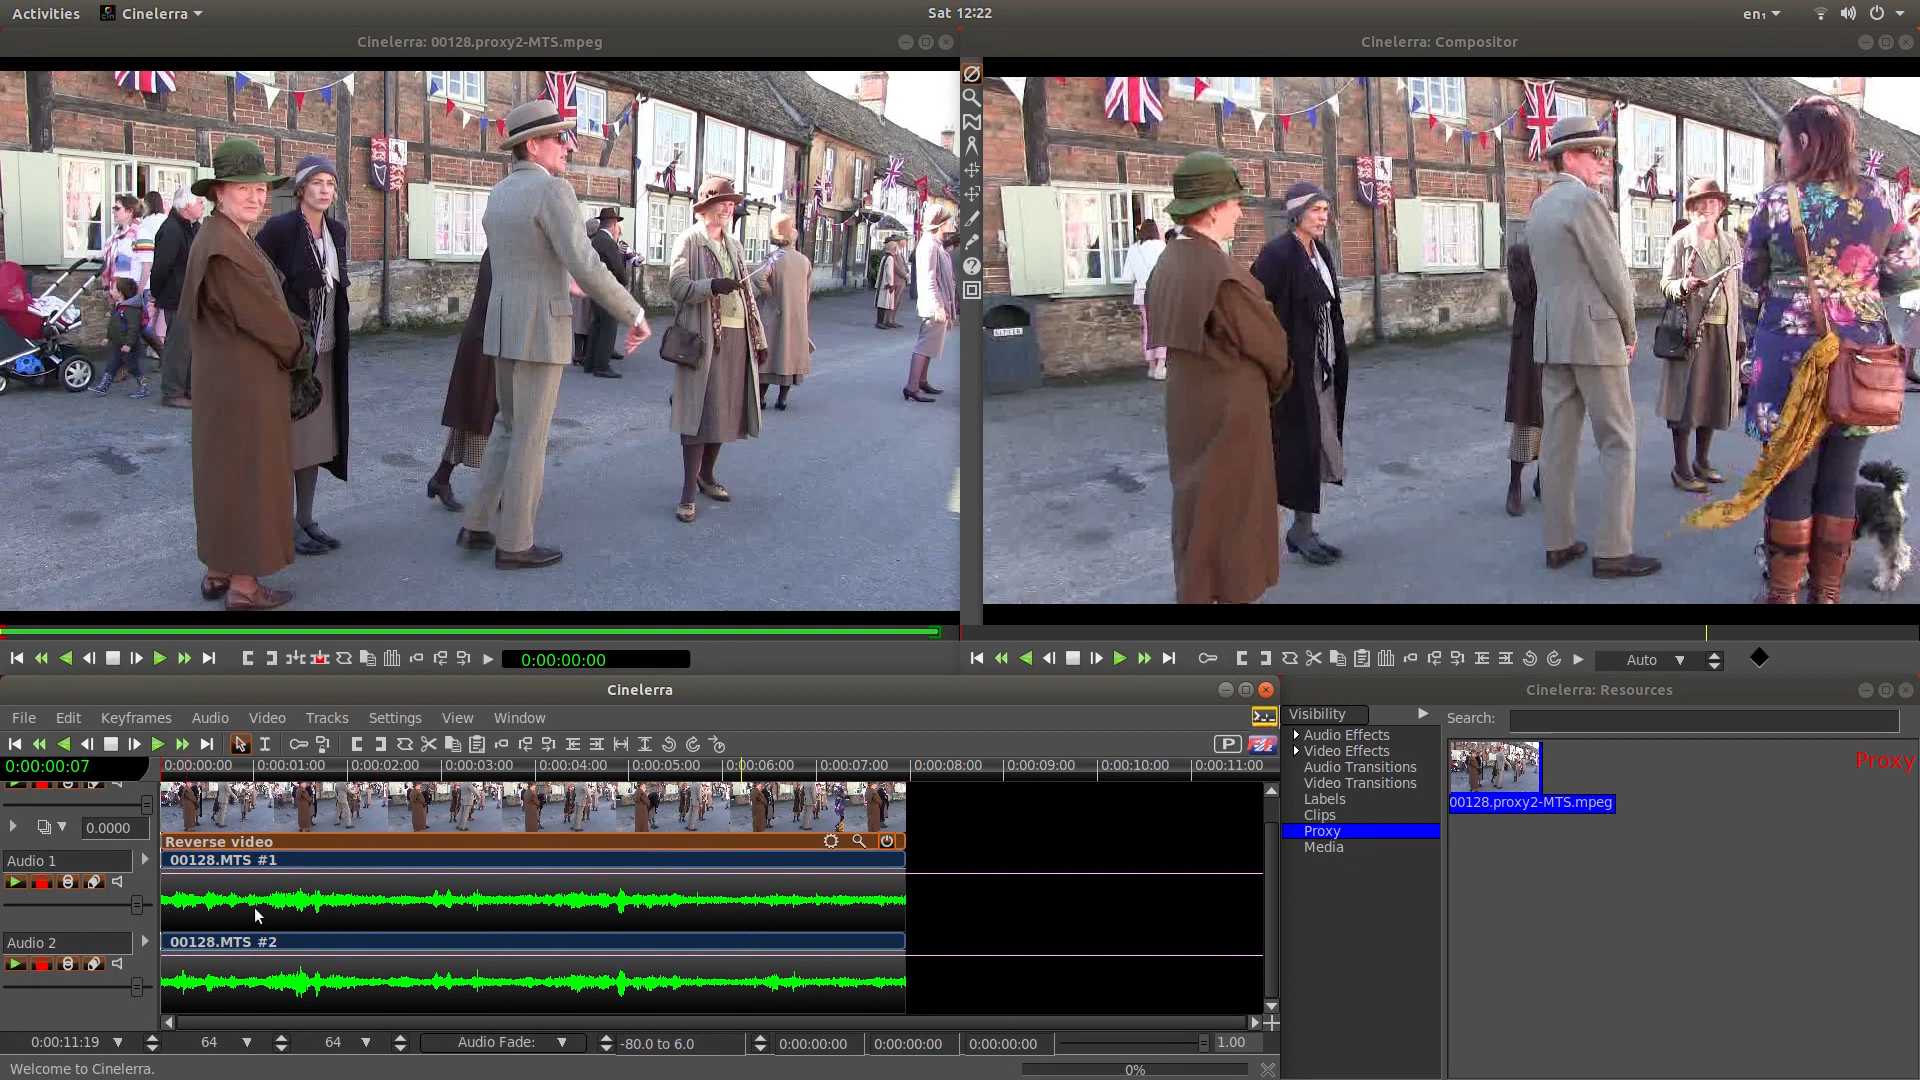 Activities Cinelerra Sat 12:22 en₁
Cinelerra: 00128.proxy2-MTS.mpeg Cinelerra: Compositor
0:00:00:00 Auto
Cinelerra Cinelerra: Resources
File Edit Keyframes Audio Video Tracks Settings View Window
Visibility Search:
Audio Effects
Video Effects
Audio Transitions
Video Transitions
Labels
Clips
Proxy
Media
Proxy
00128.proxy2-MTS.mpeg
P
0:00:00:07 0:00:00:00 0:00:01:00 0:00:02:00 0:00:03:00 0:00:04:00 0:00:05:00 0:00:06:00 0:00:07:00 0:00:08:00 0:00:09:00 0:00:10:00 0:00:11:00
0.0000
Reverse video
Audio 1 00128.MTS #1
Audio 2 00128.MTS #2
0:00:11:19 64 64 Audio Fade: -80.0 to 6.0 0:00:00:00 0:00:00:00 0:00:00:00 1.00
Welcome to Cinelerra. 0%